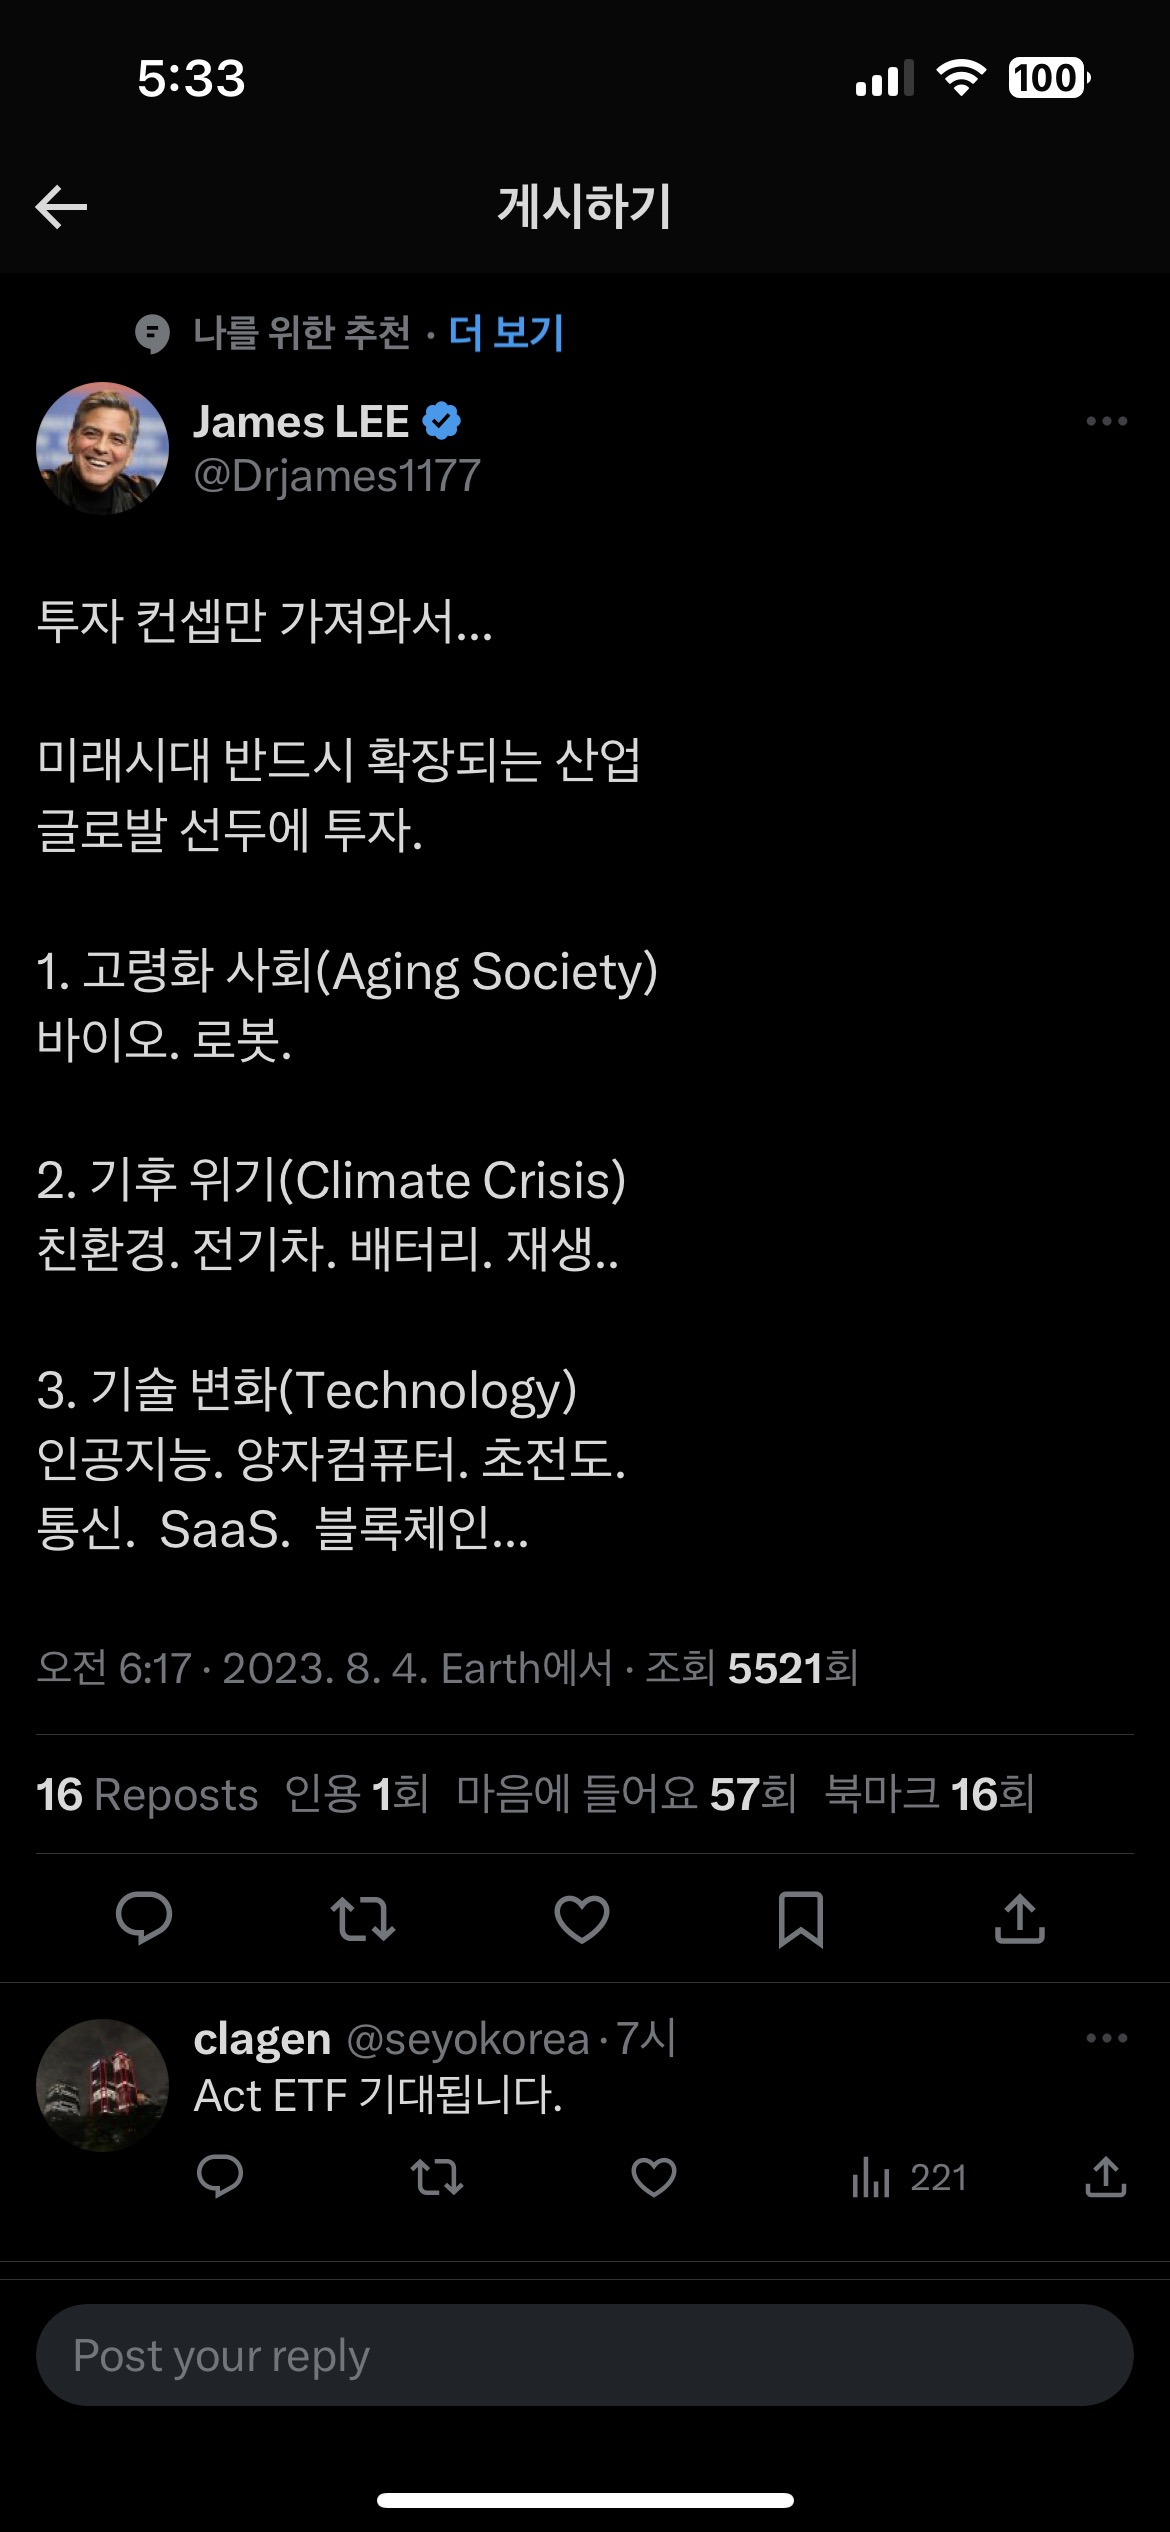 5:33
100
게시하기
나를 위한 추천 · 더 보기
James LEE
@Drjames1177
투자 컨셉만 가져와서...
미래시대 반드시 확장되는 산업
글로발 선두에 투자.
1. 고령화 사회(Aging Society)
바이오. 로봇.
2. 기후 위기(Climate Crisis)
친환경. 전기차. 배터리. 재생..
3. 기술 변화(Technology)
인공지능. 양자컴퓨터. 초전도.
통신.  SaaS.  블록체인...
오전 6:17 · 2023. 8. 4. Earth에서 · 조회 5521회
16 Reposts 인용 1회 마음에 들어요 57회 북마크 16회
clagen @seyokorea · 7시
Act ETF 기대됩니다.
221
Post your reply